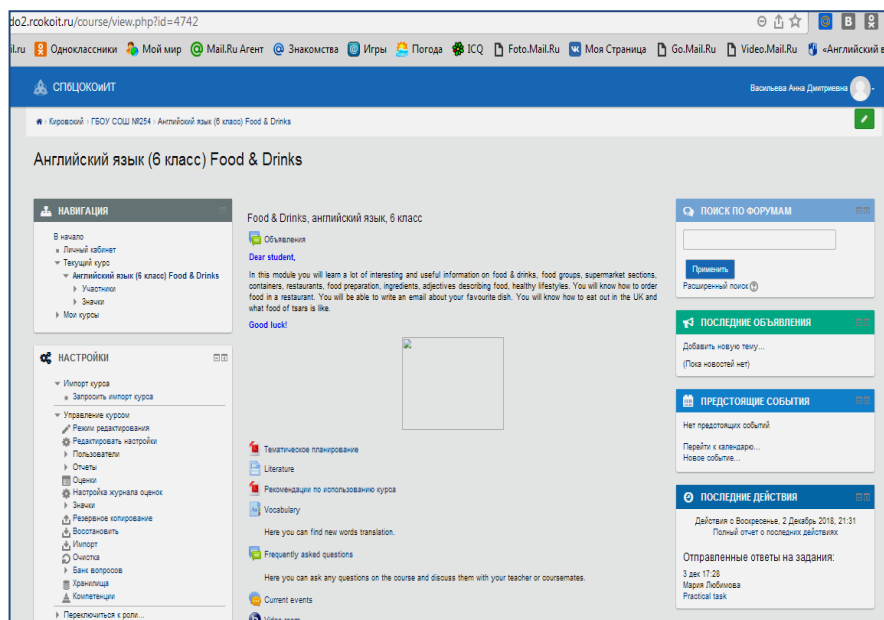 do2.rcokoit.ru/course/view.php?id=4742
il.ru Одноклассники Мой мир Mail.Ru Агент Знакомства Игры Погода ICQ Foto.Mail.Ru Моя Страница Go.Mail.Ru Video.Mail.Ru «Английский в
СПбЦОКОиИТ
Васильева Анна Дмитриевна
Кировский › ГБОУ СОШ №254 › Английский язык (6 класс) Food & Drinks
Английский язык (6 класс) Food & Drinks
НАВИГАЦИЯ
В начало
Личный кабинет
Текущий курс
Английский язык (6 класс) Food & Drinks
Участники
Значки
Мои курсы
НАСТРОЙКИ
Импорт курса
Запросить импорт курса
Управление курсом
Режим редактирования
Редактировать настройки
Пользователи
Отчеты
Оценки
Настройка журнала оценок
Значки
Резервное копирование
Восстановить
Импорт
Очистка
Банк вопросов
Хранилища
Компетенции
Переключиться к роли...
Food & Drinks, английский язык, 6 класс
Объявления
Dear student,
In this module you will learn a lot of interesting and useful information on food & drinks, food groups, supermarket sections,
containers, restaurants, food preparation, ingredients, adjectives describing food, healthy lifestyles. You will know how to order
food in a restaurant. You will be able to write an email about your favourite dish. You will know how to eat out in the UK and
what food of tsars is like.
Good luck!
Тематическое планирование
Literature
Рекомендации по использованию курса
Vocabulary
Here you can find new words translation.
Frequently asked questions
Here you can ask any questions on the course and discuss them with your teacher or coursemates.
Current events
Video room
ПОИСК ПО ФОРУМАМ
Применить
Расширенный поиск
ПОСЛЕДНИЕ ОБЪЯВЛЕНИЯ
Добавить новую тему...
(Пока новостей нет)
ПРЕДСТОЯЩИЕ СОБЫТИЯ
Нет предстоящих событий
Перейти к календарю...
Новое событие...
ПОСЛЕДНИЕ ДЕЙСТВИЯ
Действия с Воскресенье, 2 Декабрь 2018, 21:31
Полный отчет о последних действиях
Отправленные ответы на задания:
3 дек 17:28
Мария Любимова
Practical task